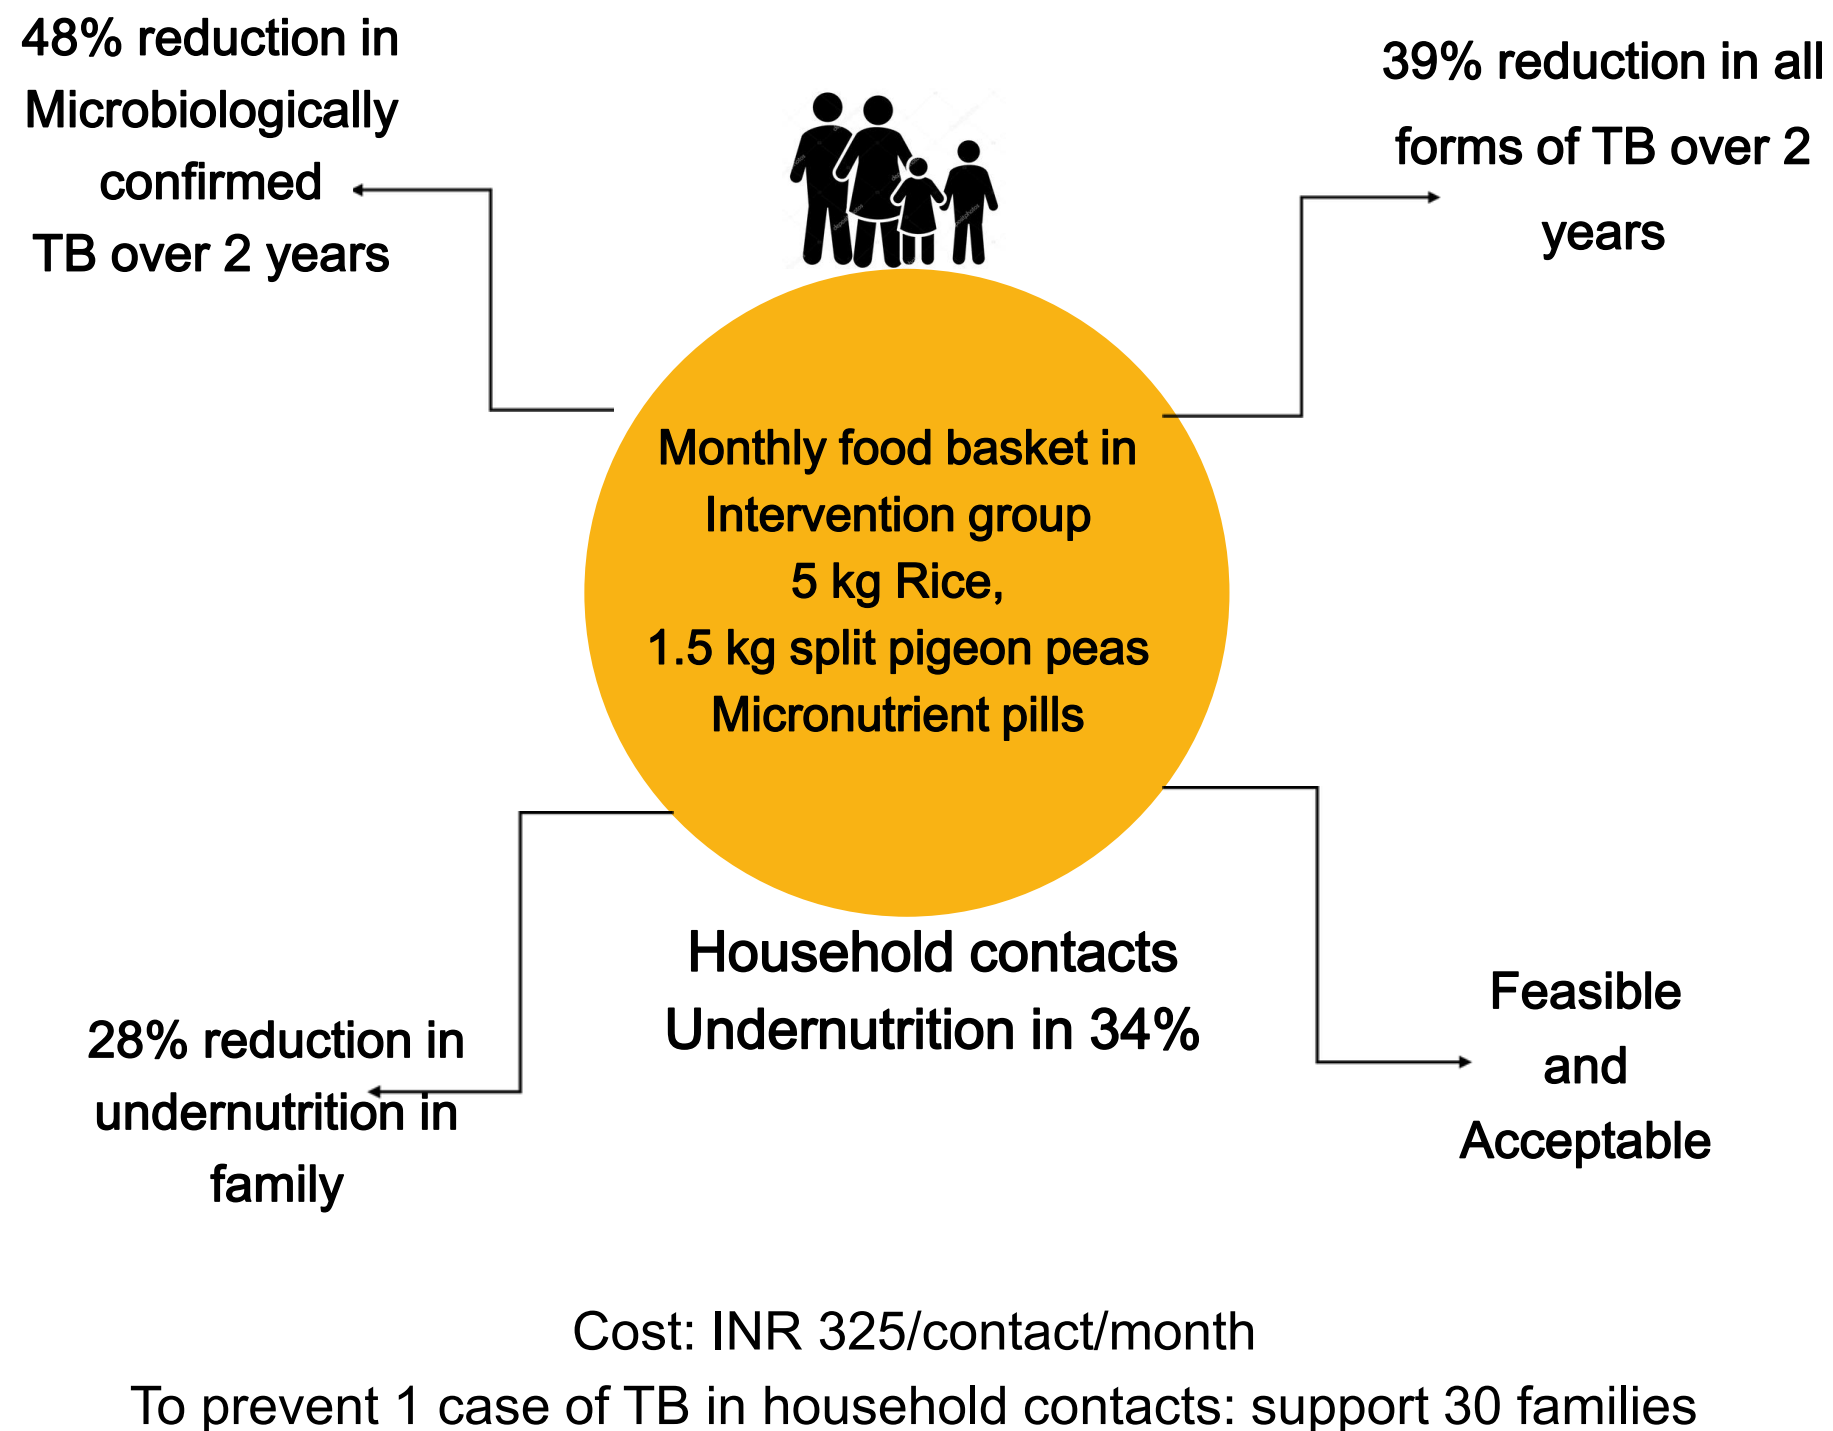 48% reduction in
Microbiologically
confirmed
TB over 2 years
39% reduction in all
forms of TB over 2
years
Monthly food basket in
Intervention group
5 kg Rice,
1.5 kg split pigeon peas
Micronutrient pills
Household contacts
Undernutrition in 34%
28% reduction in
undernutrition in
family
Feasible
and
Acceptable
Cost: INR 325/contact/month
To prevent 1 case of TB in household contacts: support 30 families